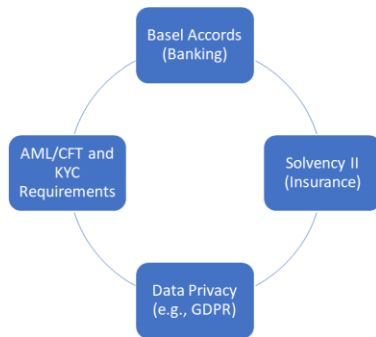 Basel Accords
(Banking)
Solvency II
(Insurance)
Data Privacy
(e.g., GDPR)
AML/CFT and
KYC
Requirements